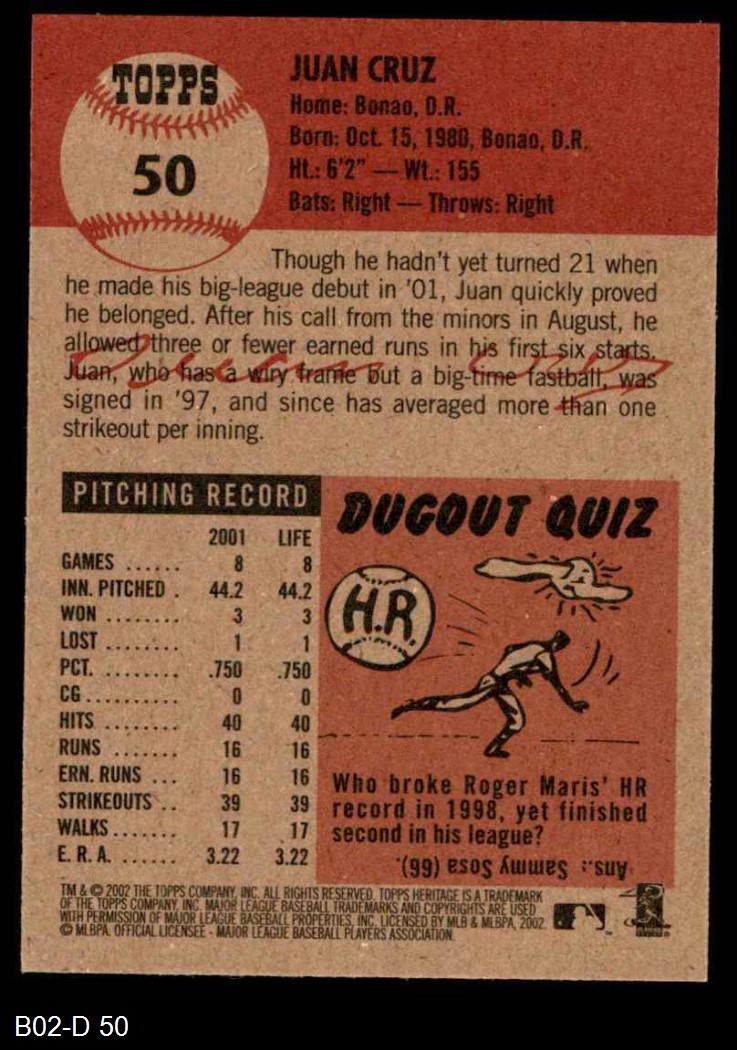 TOPPS
50
JUAN CRUZ
Home: Bonao, D.R.
Born: Oct. 15, 1980, Bonao, D.R.
Ht.: 6'2" — Wt.: 155
Bats: Right — Throws: Right
Though he hadn't yet turned 21 when
he made his big-league debut in '01, Juan quickly proved
he belonged. After his call from the minors in August, he
allowed three or fewer earned runs in his first six starts.
Juan, who has a wiry frame but a big-time fastball, was
signed in '97, and since has averaged more than one
strikeout per inning.
Juan Cruz
PITCHING RECORD
2001 LIFE
GAMES ...... 8 8
INN. PITCHED . 44.2 44.2
WON ........ 3 3
LOST ........ 1 1
PCT. ........ .750 .750
CG .......... 0 0
HITS ........ 40 40
RUNS ....... 16 16
ERN. RUNS ... 16 16
STRIKEOUTS .. 39 39
WALKS ....... 17 17
E. R. A. ...... 3.22 3.22
DUGOUT QUIZ
H.R.
Who broke Roger Maris' HR
record in 1998, yet finished
second in his league?
Ans.: Sammy Sosa (66).
TM & © 2002 THE TOPPS COMPANY, INC. ALL RIGHTS RESERVED. TOPPS HERITAGE IS A TRADEMARK
OF THE TOPPS COMPANY, INC. MAJOR LEAGUE BASEBALL TRADEMARKS AND COPYRIGHTS ARE USED
WITH PERMISSION OF MAJOR LEAGUE BASEBALL PROPERTIES, INC. LICENSED BY MLB & MLBPA, 2002.
© MLBPA. OFFICIAL LICENSEE - MAJOR LEAGUE BASEBALL PLAYERS ASSOCIATION.
B02-D 50